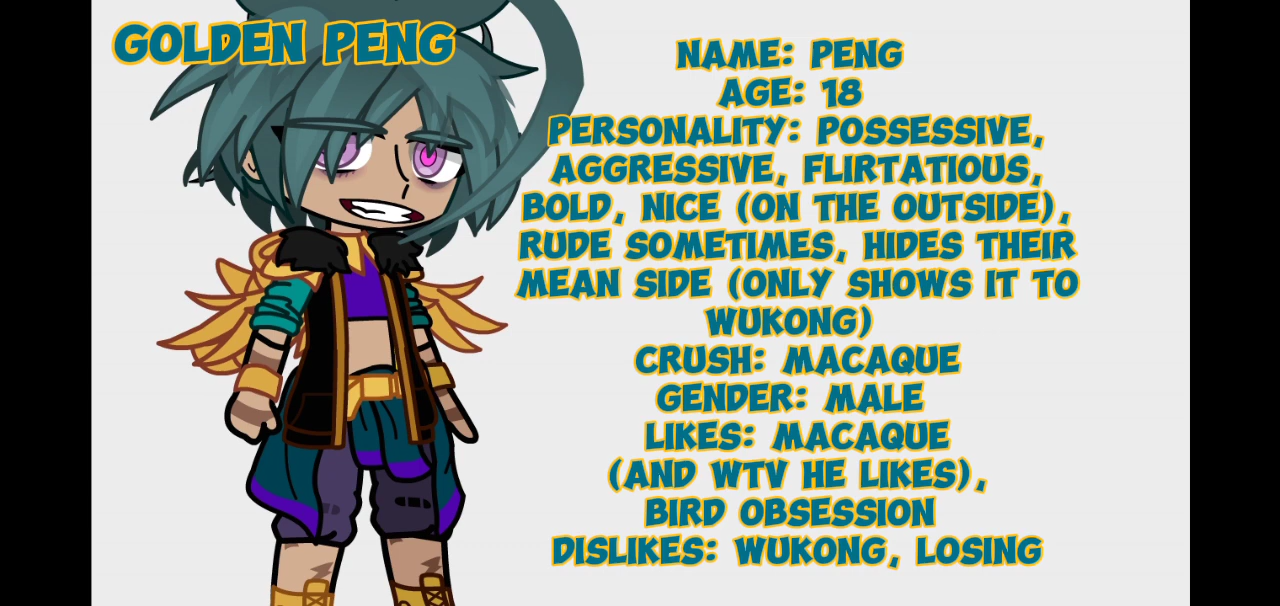 GOLDEN PENG
NAME: PENG
AGE: 18
PERSONALITY: POSSESSIVE,
AGGRESSIVE, FLIRTATIOUS,
BOLD, NICE (ON THE OUTSIDE),
RUDE SOMETIMES, HIDES THEIR
MEAN SIDE (ONLY SHOWS IT TO
WUKONG)
CRUSH: MACAQUE
GENDER: MALE
LIKES: MACAQUE
(AND WTV HE LIKES),
BIRD OBSESSION
DISLIKES: WUKONG, LOSING